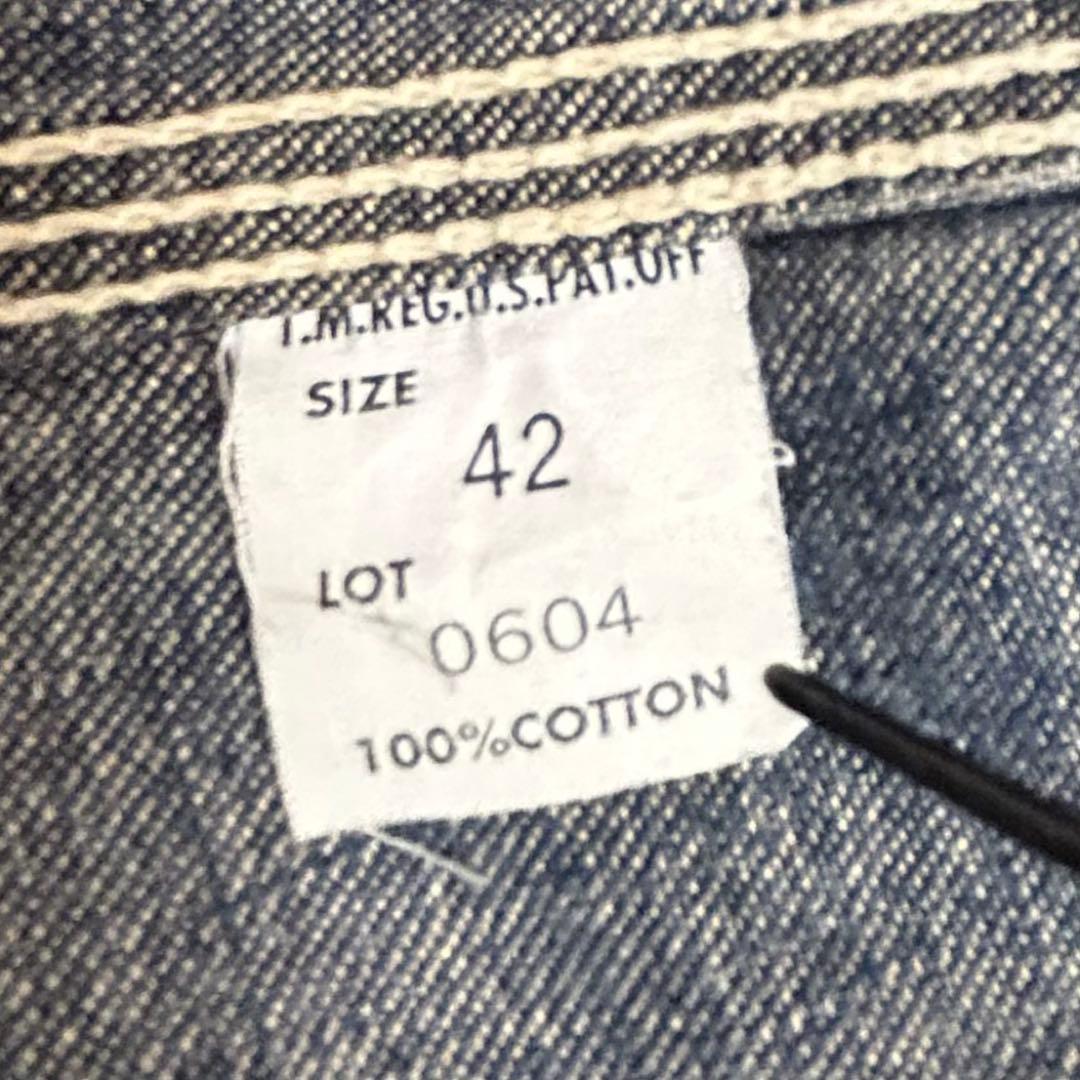 T.M.REG.U.S.PAT.OFF
SIZE
42
LOT
0604
100%COTTON